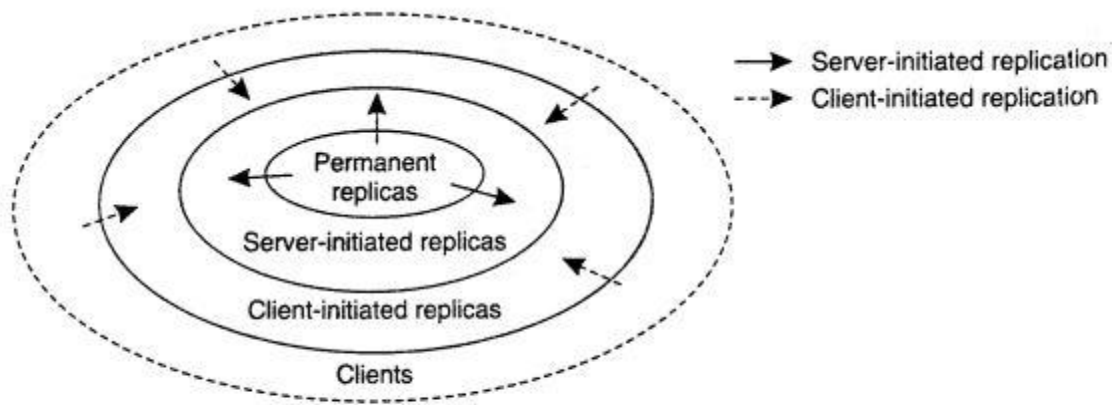 Server-initiated replication
Client-initiated replication
Permanent
replicas
Server-initiated replicas
Client-initiated replicas
Clients